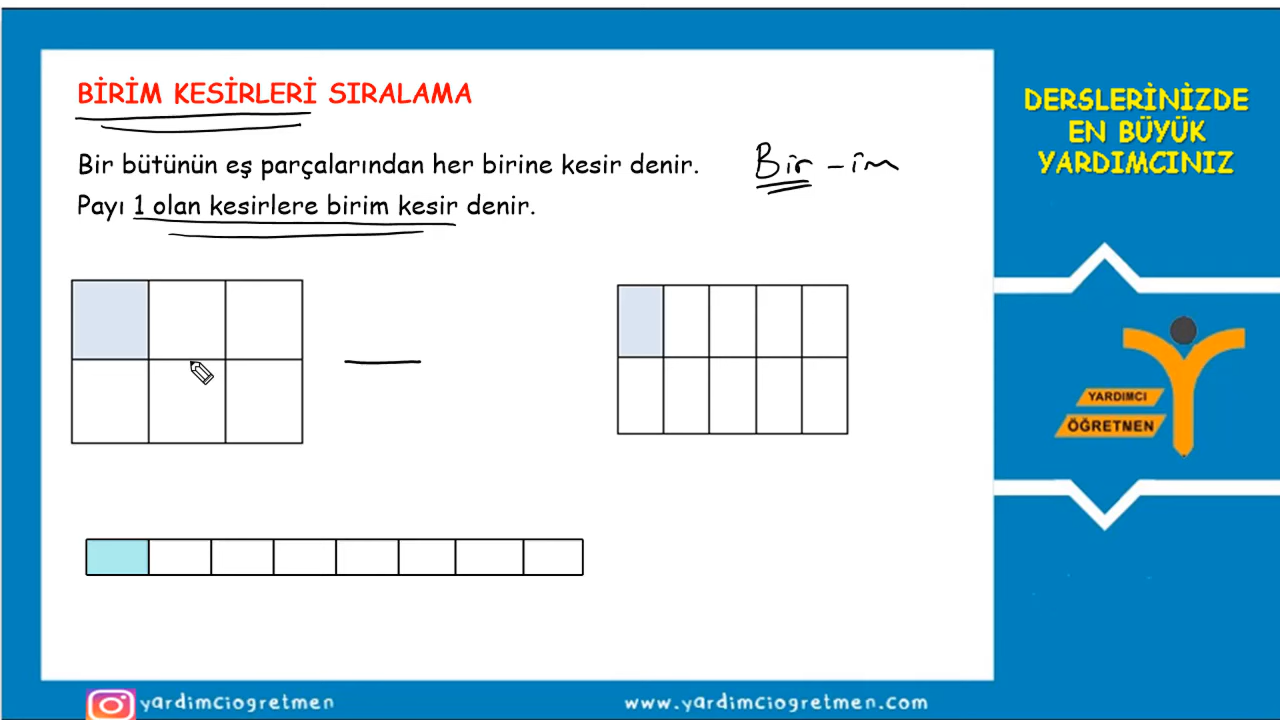 BİRİM KESİRLERİ SIRALAMA
Bir bütünün eş parçalarından her birine kesir denir.
Bir - im
Payı 1 olan kesirlere birim kesir denir.
DERSLERİNİZDE
EN BÜYÜK
YARDIMCINIZ
YARDIMCI
ÖĞRETMEN
yardimciogretmen
www.yardimciogretmen.com